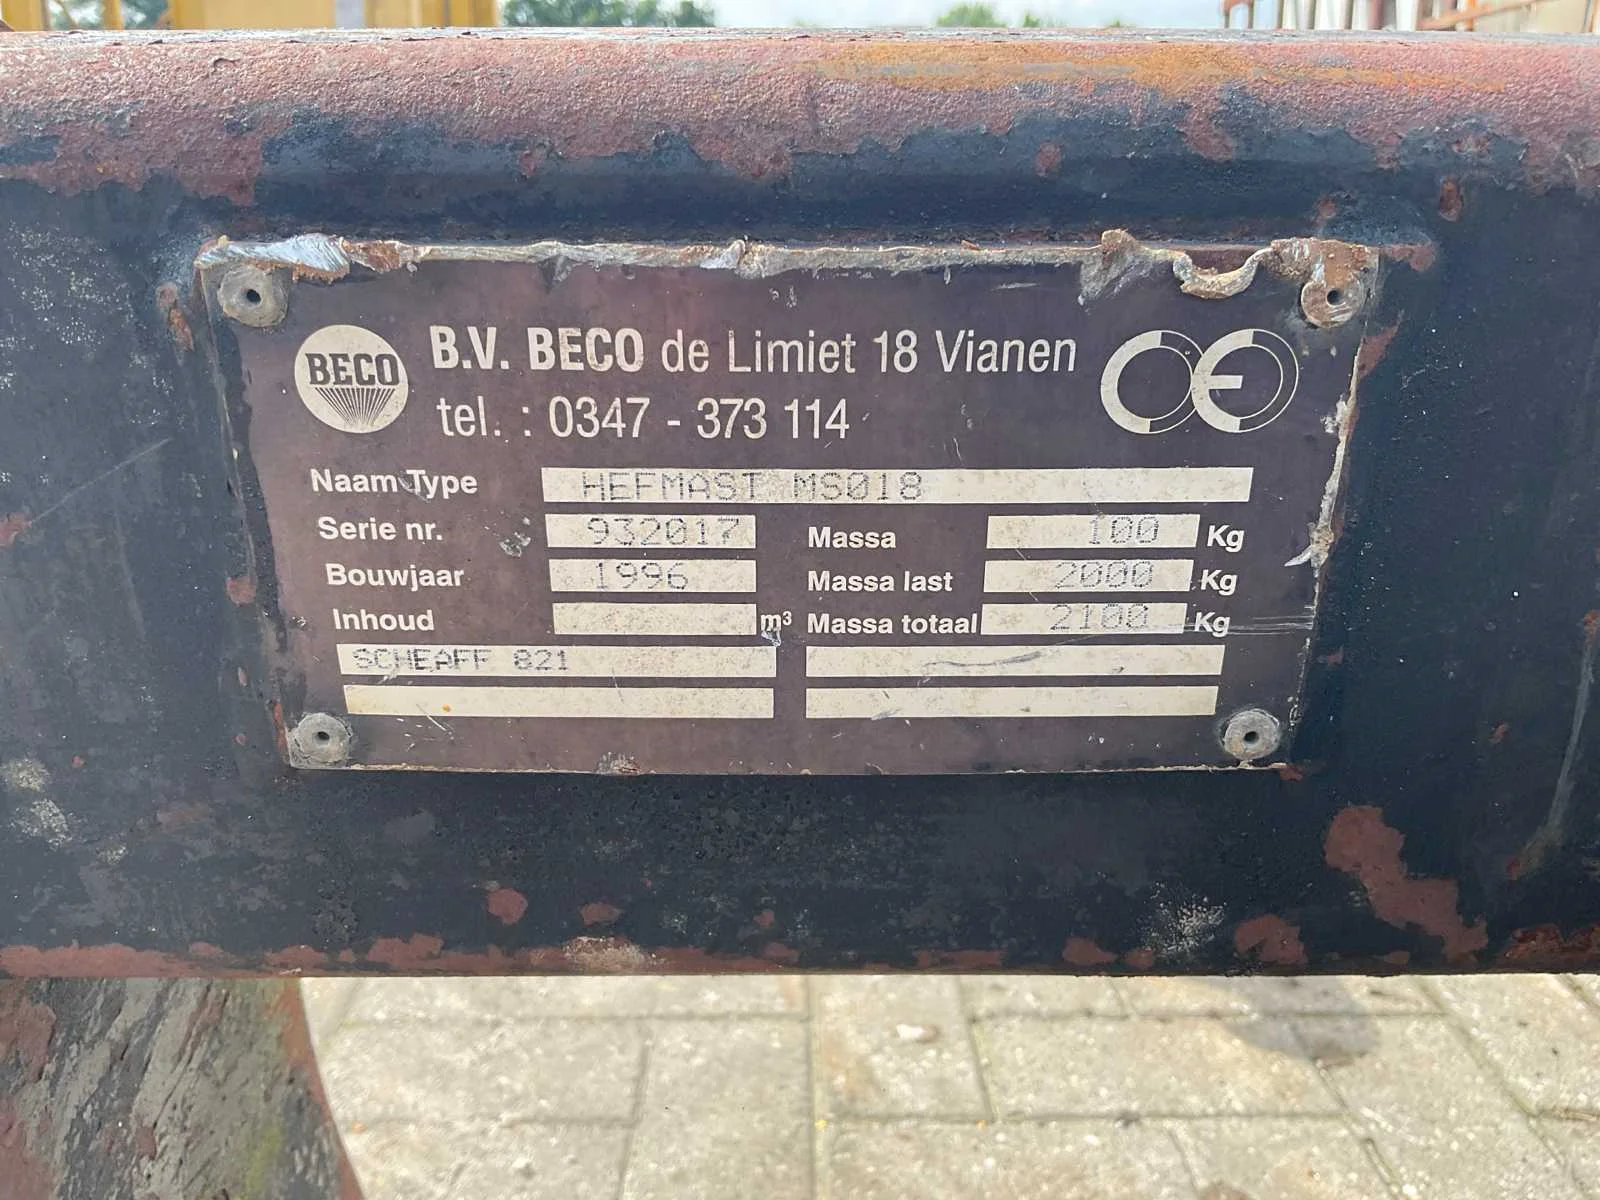 BECO
B.V. BECO de Limiet 18 Vianen
tel. : 0347 - 373 114
CE
Naam Type HEFMAST MS018
Serie nr. 932017 Massa 100 Kg
Bouwjaar 1996 Massa last 2000 Kg
Inhoud m³ Massa totaal 2100 Kg
SCHEAFF 821